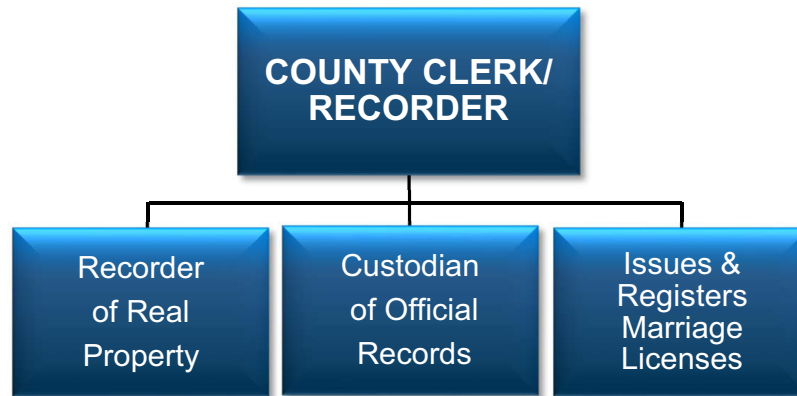 COUNTY CLERK/
RECORDER
Recorder
of Real
Property
Custodian
of Official
Records
Issues &
Registers
Marriage
Licenses